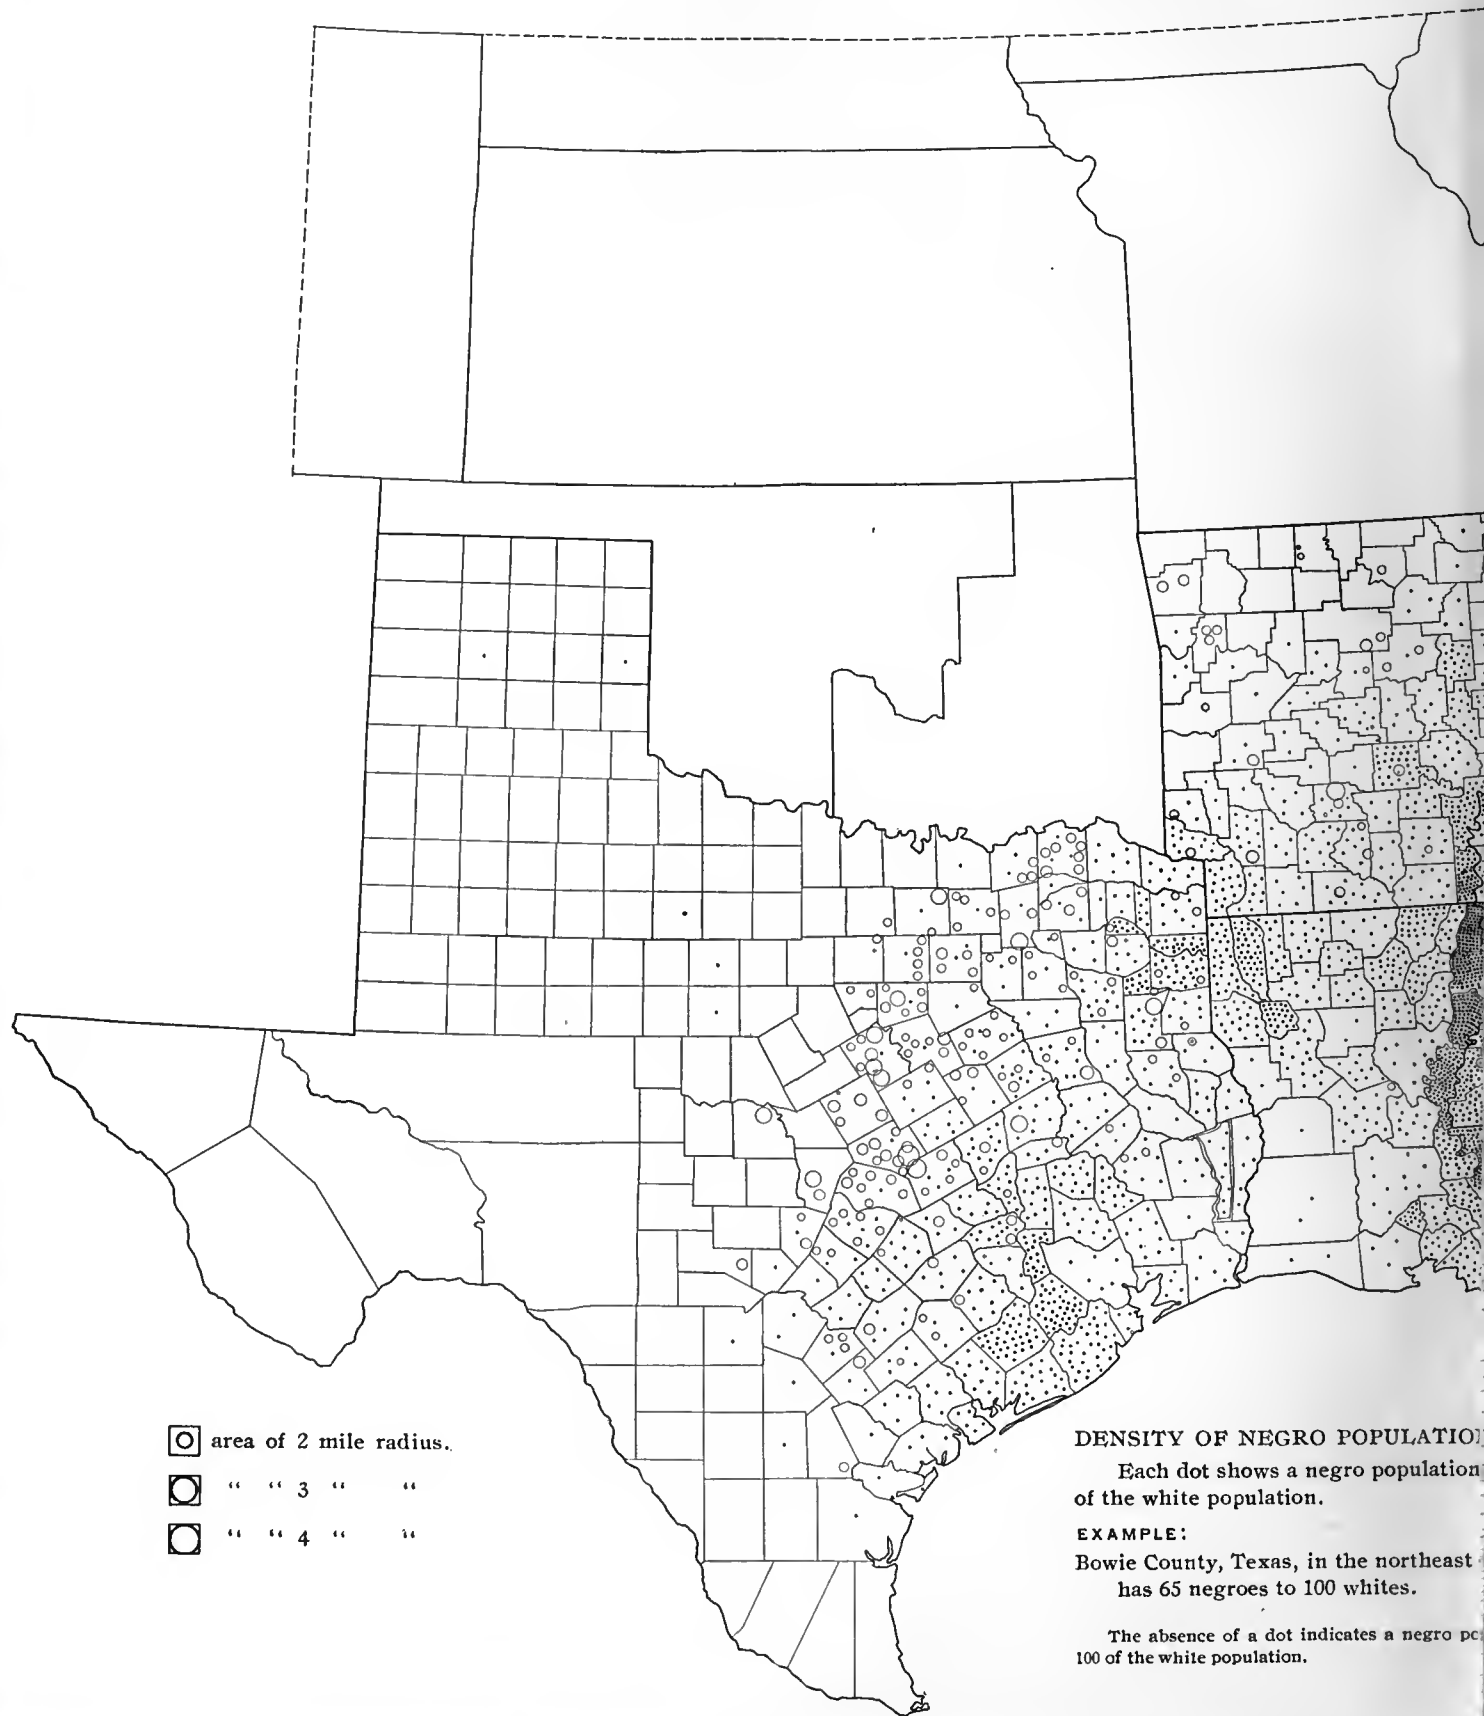 area of 2 mile radius.
“ “ 3 “ “
“ “ 4 “ “
DENSITY OF NEGRO POPULATIO
Each dot shows a negro population
of the white population.
EXAMPLE:
Bowie County, Texas, in the northeast
has 65 negroes to 100 whites.
The absence of a dot indicates a negro
100 of the white population.